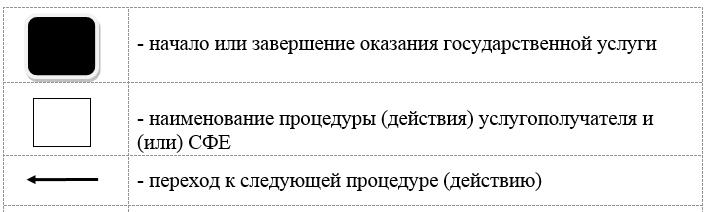 - начало или завершение оказания государственной услуги
- наименование процедуры (действия) услугополучателя и
(или) СФЕ
- переход к следующей процедуре (действию)